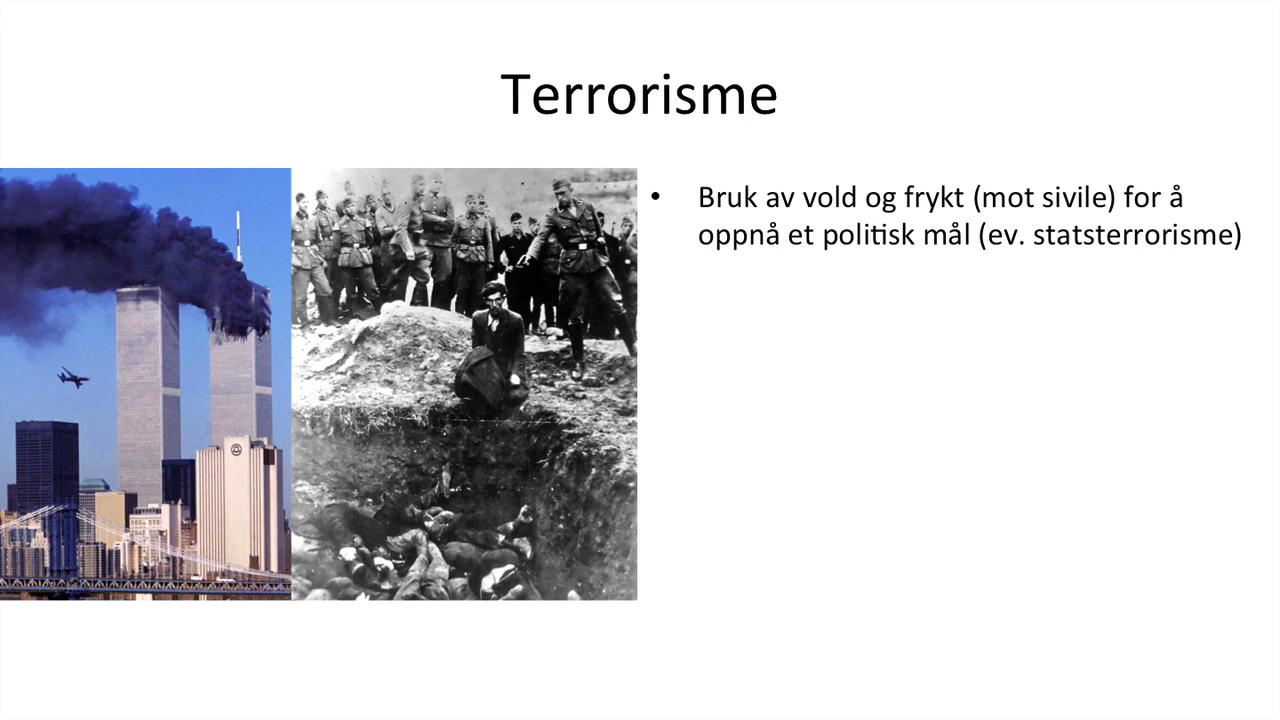 Terrorisme
• Bruk av vold og frykt (mot sivile) for å
oppnå et politisk mål (ev. statsterrorisme)